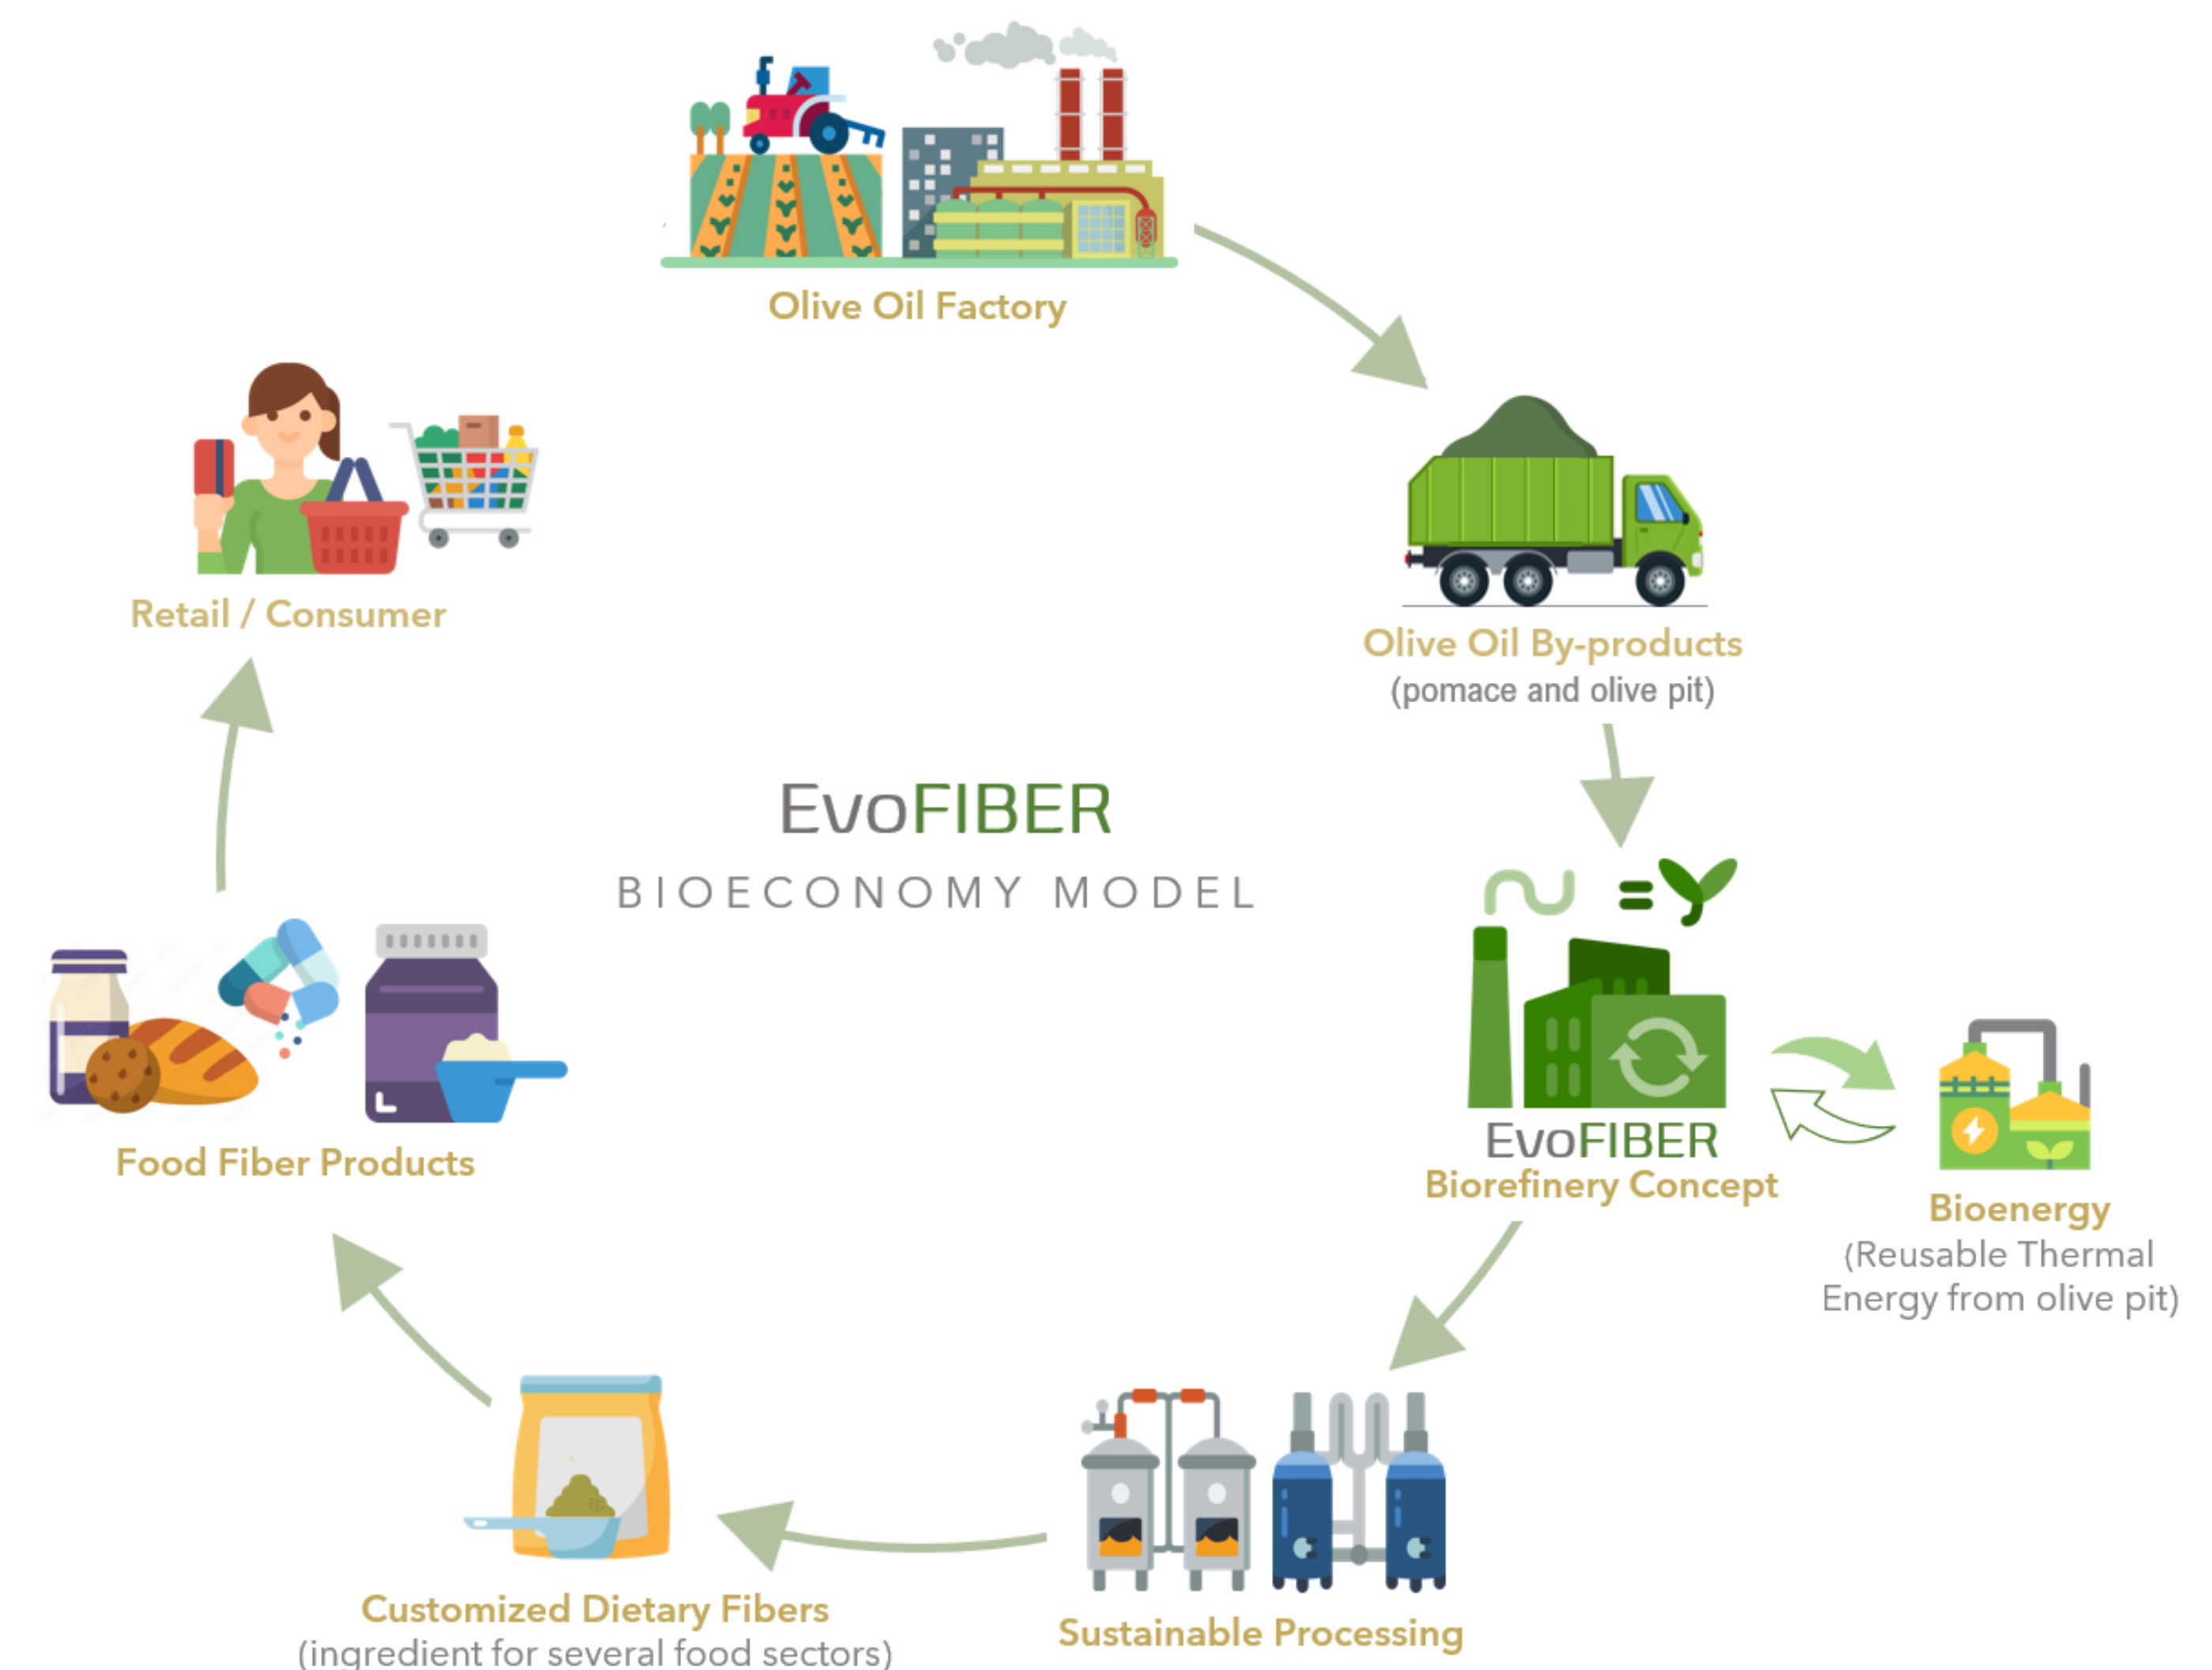 Olive Oil Factory
Retail / Consumer
Olive Oil By-products
(pomace and olive pit)
EvoFIBER
BIOECONOMY MODEL
EvoFIBER
Biorefinery Concept
Food Fiber Products
Bioenergy
(Reusable Thermal
Energy from olive pit)
Customized Dietary Fibers
(ingredient for several food sectors)
Sustainable Processing